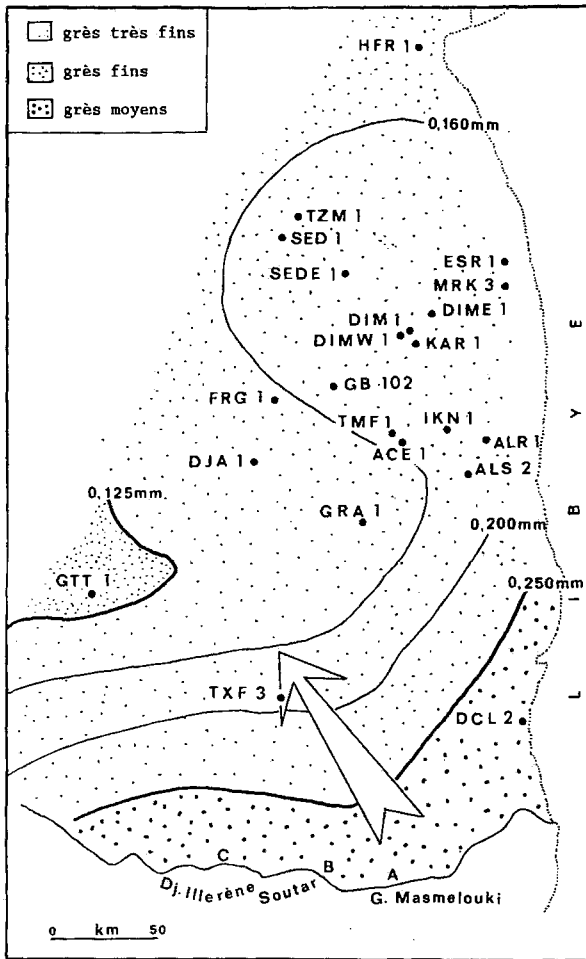 grès très fins
grès fins
grès moyens
HFR 1
0,160mm
TZM 1
SED 1
ESR 1
SEDE 1
MRK 3
DIME 1
DIM 1
DIMW 1
KAR 1
GB 102
FRG 1
TMF 1
IKN 1
ALR 1
ACE 1
DJA 1
ALS 2
0,125mm
GRA 1
0,200mm
GTT 1
0,250mm
TXF 3
DCL 2
LIBYE
C
B
A
Dj. Illerène
Soutar
G. Masmelouki
0 km 50